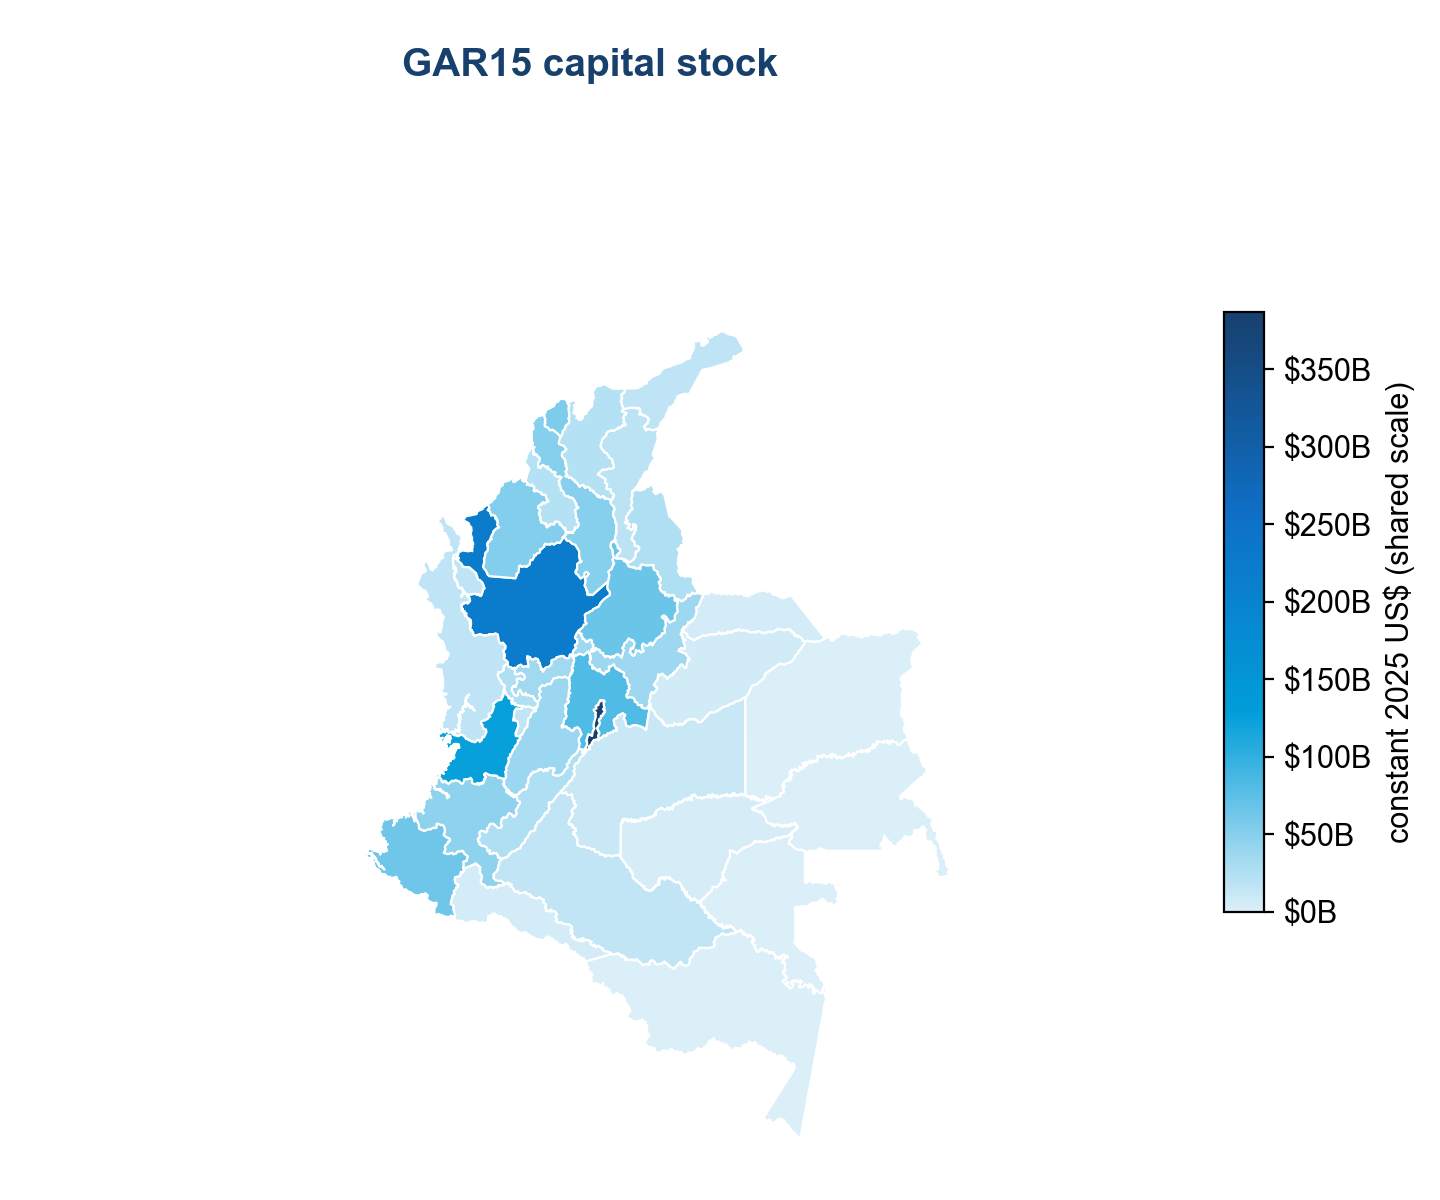 GAR15 capital stock
$350B
$300B
$250B
$200B
$150B
$100B
$50B
$0B
constant 2025 US$ (shared scale)